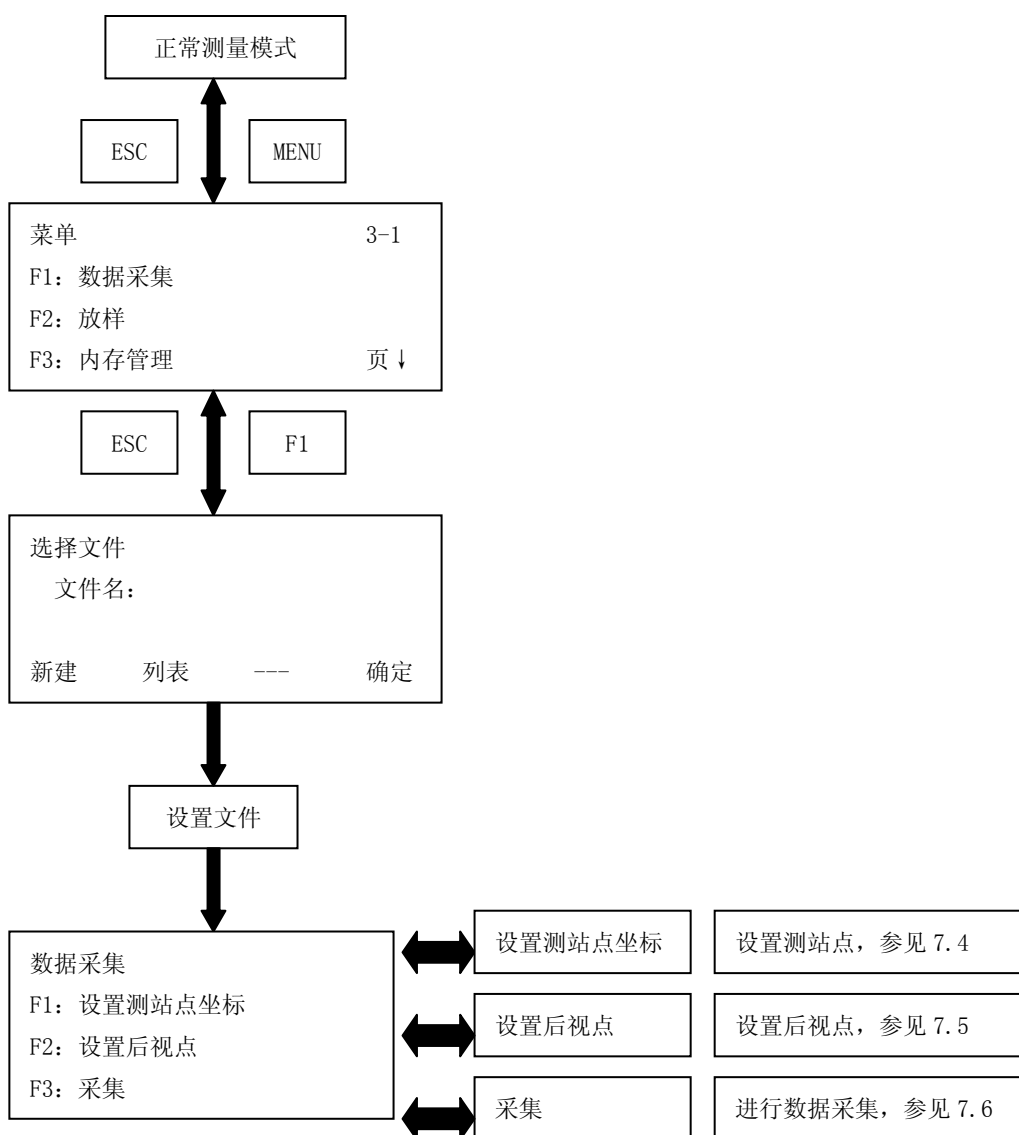 正常测量模式
ESC MENU
菜单 3-1
F1：数据采集
F2：放样
F3：内存管理 页↓
ESC F1
选择文件
文件名：
新建 列表 --- 确定
设置文件
数据采集
F1：设置测站点坐标
F2：设置后视点
F3：采集
设置测站点坐标 设置测站点，参见 7.4
设置后视点 设置后视点，参见 7.5
采集 进行数据采集，参见 7.6